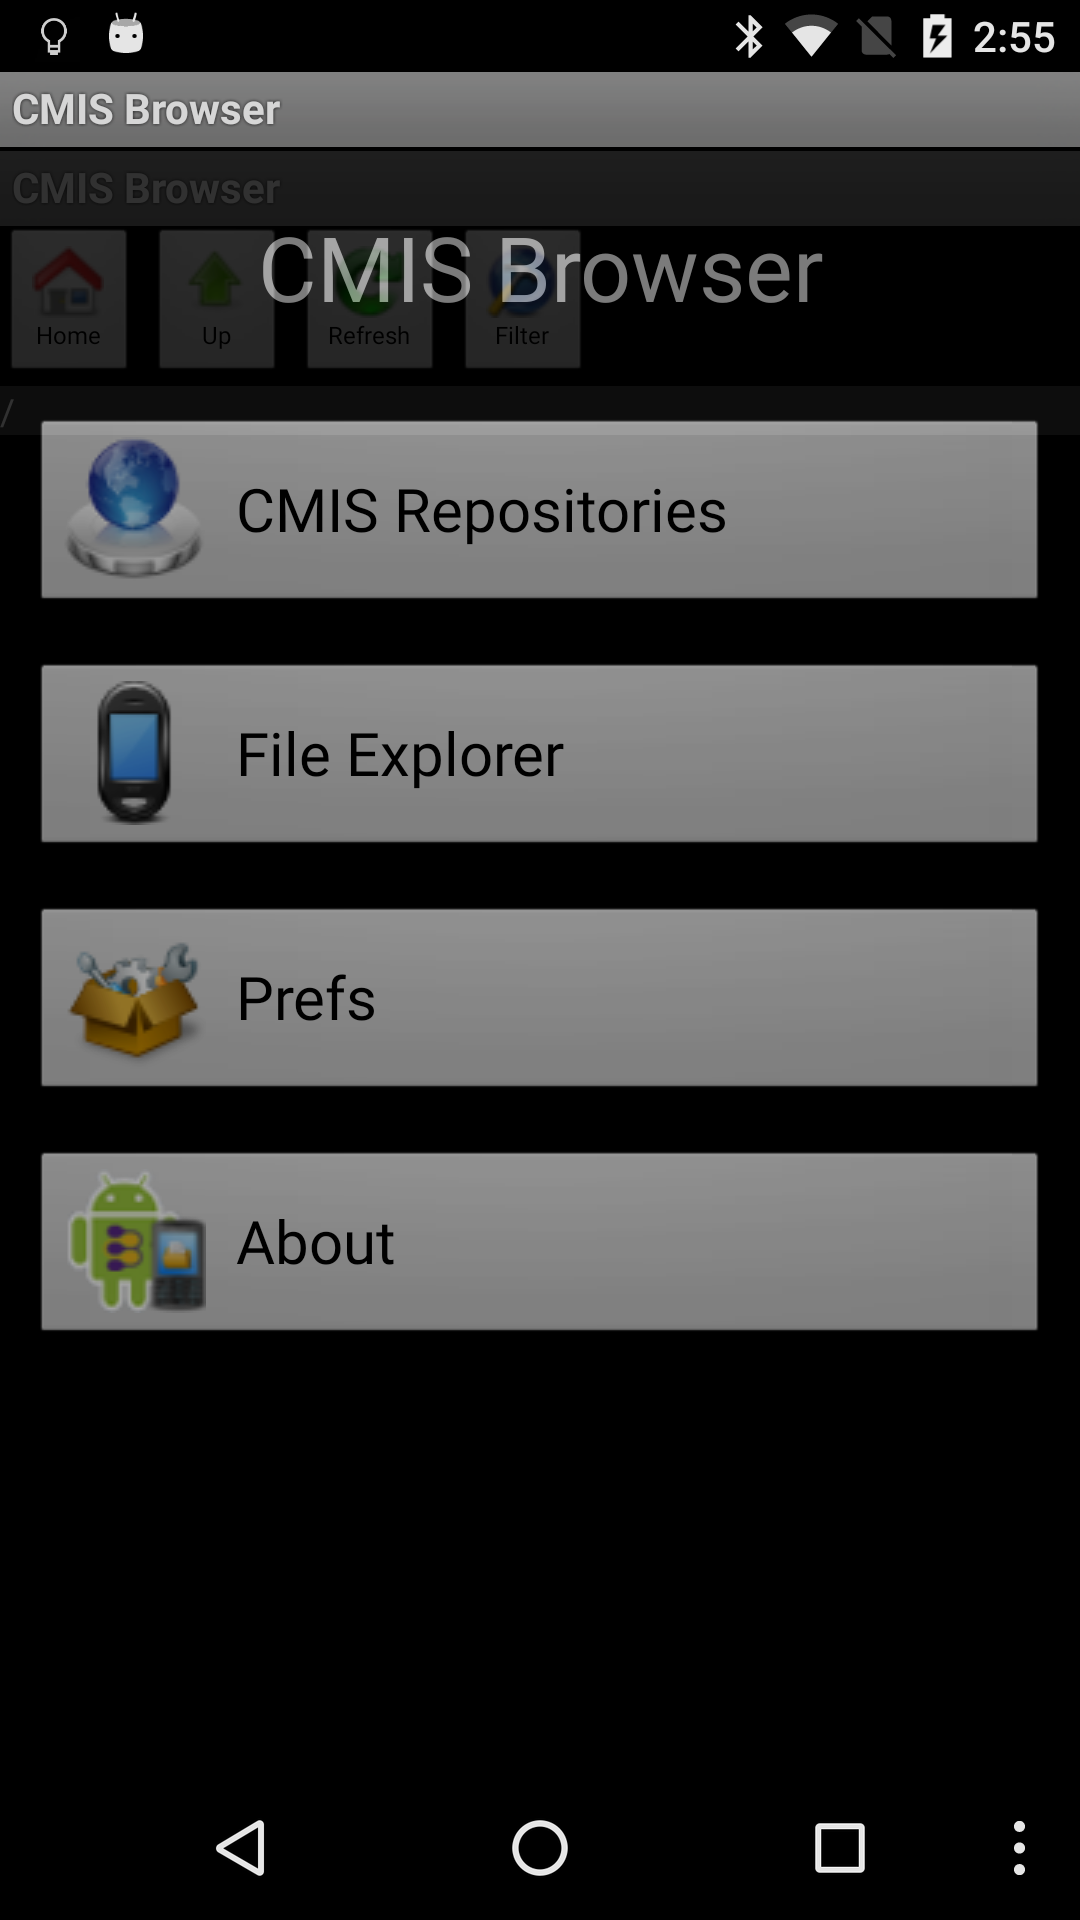 2:55
CMIS Browser
CMIS Browser
CMIS Browser
Home Up Refresh Filter
/
CMIS Repositories
File Explorer
Prefs
About